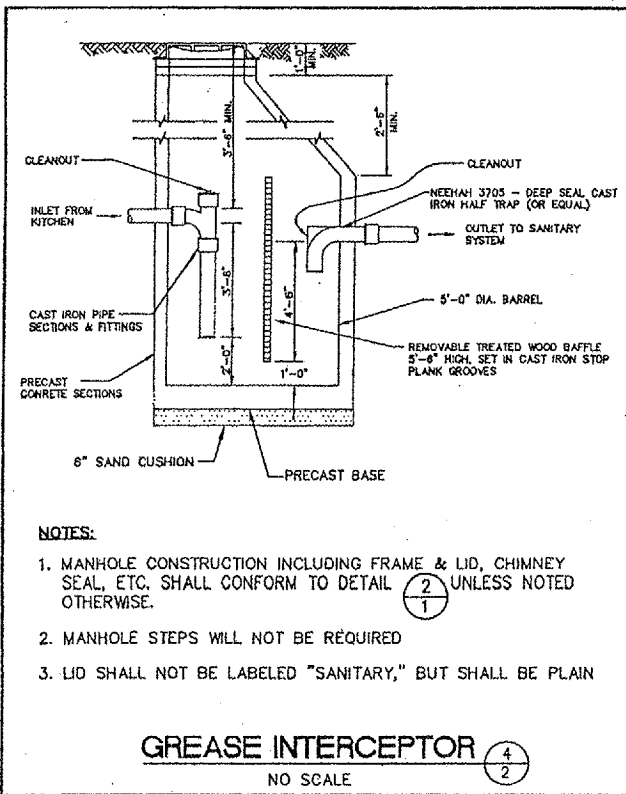 1'-0"
MIN.
3'-6" MIN.
2'-6"
MIN.
CLEANOUT
CLEANOUT
NEENAH 3705 - DEEP SEAL CAST
IRON HALF TRAP (OR EQUAL)
INLET FROM
KITCHEN
OUTLET TO SANITARY
SYSTEM
3'-6"
4'-6"
CAST IRON PIPE
SECTIONS & FITTINGS
5'-0" DIA. BARREL
REMOVABLE TREATED WOOD BAFFLE
5'-6" HIGH, SET IN CAST IRON STOP
PLANK GROOVES
2'-0"
1'-0"
PRECAST
CONRETE SECTIONS
6" SAND CUSHION
PRECAST BASE
NOTES:
1. MANHOLE CONSTRUCTION INCLUDING FRAME & LID, CHIMNEY
SEAL, ETC. SHALL CONFORM TO DETAIL 2/1 UNLESS NOTED
OTHERWISE.
2. MANHOLE STEPS WILL NOT BE REQUIRED
3. LID SHALL NOT BE LABELED "SANITARY," BUT SHALL BE PLAIN
GREASE INTERCEPTOR 4/2
NO SCALE